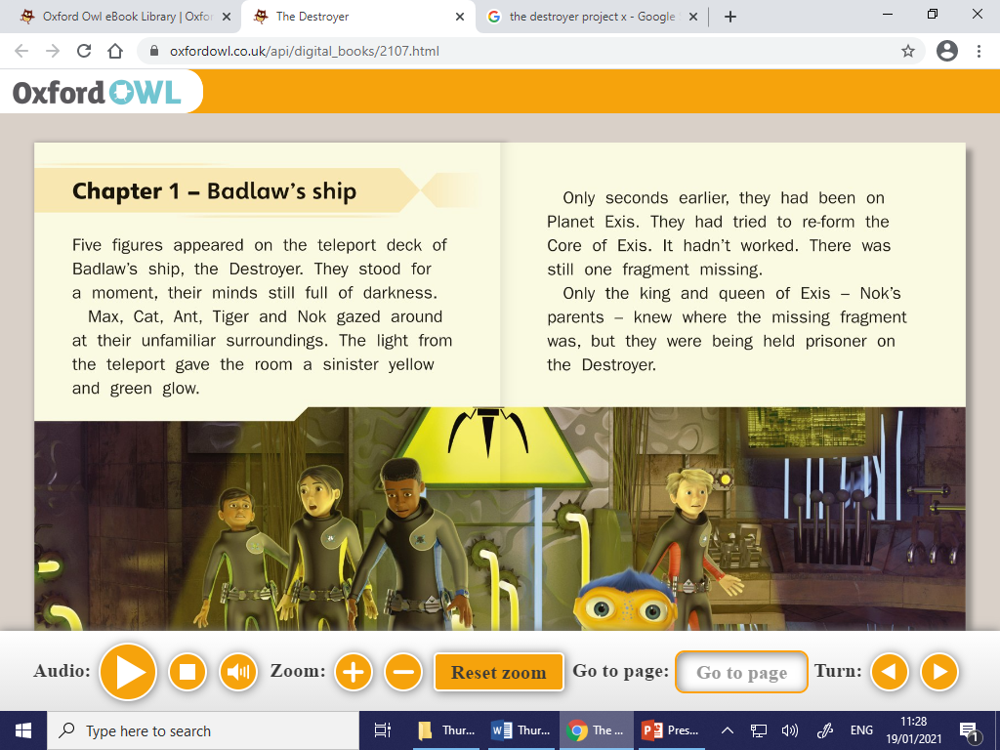 Oxford Owl eBook Library | Oxfor
The Destroyer
the destroyer project x - Google
oxfordowl.co.uk/api/digital_books/2107.html
Oxford OWL
Chapter 1 – Badlaw's ship
Five figures appeared on the teleport deck of
Badlaw's ship, the Destroyer. They stood for
a moment, their minds still full of darkness.
Max, Cat, Ant, Tiger and Nok gazed around
at their unfamiliar surroundings. The light from
the teleport gave the room a sinister yellow
and green glow.
Only seconds earlier, they had been on
Planet Exis. They had tried to re-form the
Core of Exis. It hadn't worked. There was
still one fragment missing.
Only the king and queen of Exis – Nok's
parents – knew where the missing fragment
was, but they were being held prisoner on
the Destroyer.
Audio:
Zoom:
Reset zoom
Go to page:
Go to page
Turn:
Type here to search
Thur...
Thur...
The ...
Pres...
ENG
11:28
19/01/2021
1